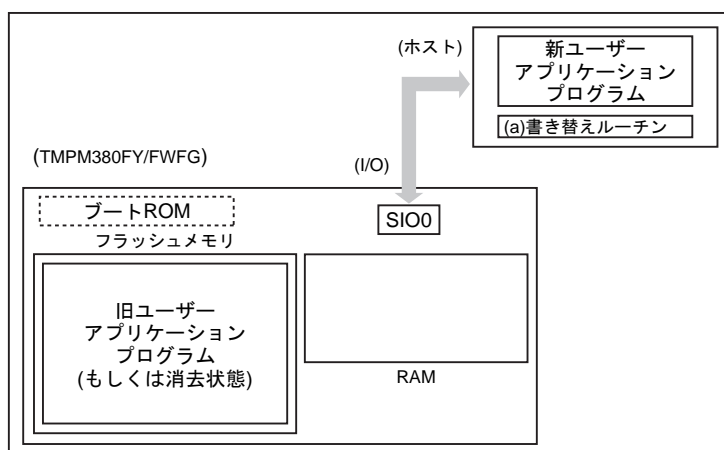 (ホスト)
新ユーザー
アプリケーション
プログラム
(a)書き替えルーチン
(TMPM380FY/FWFG)
(I/O)
ブートROM
SIO0
フラッシュメモリ
旧ユーザー
アプリケーション
プログラム
(もしくは消去状態)
RAM